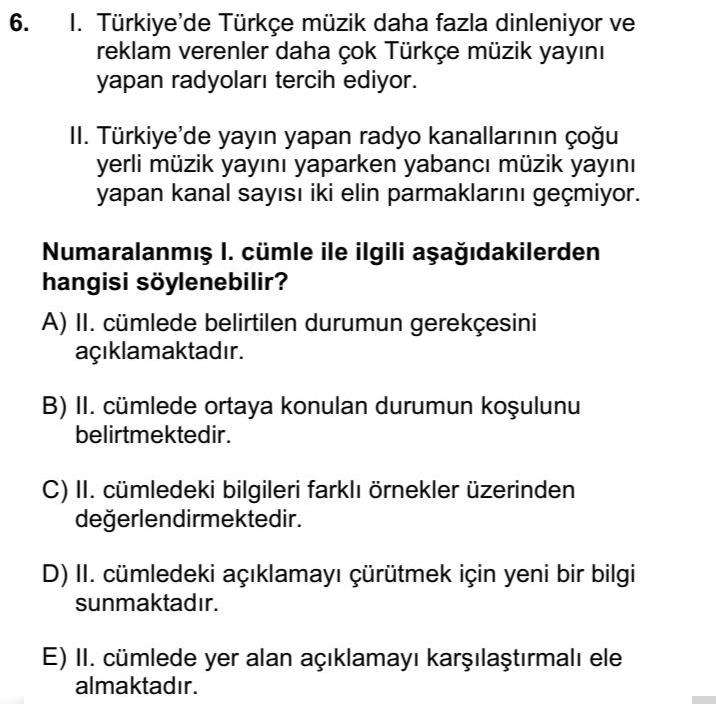 6. I. Türkiye’de Türkçe müzik daha fazla dinleniyor ve
reklam verenler daha çok Türkçe müzik yayını
yapan radyoları tercih ediyor.
II. Türkiye’de yayın yapan radyo kanallarının çoğu
yerli müzik yayını yaparken yabancı müzik yayını
yapan kanal sayısı iki elin parmaklarını geçmiyor.
Numaralanmış I. cümle ile ilgili aşağıdakilerden
hangisi söylenebilir?
A) II. cümlede belirtilen durumun gerekçesini
açıklamaktadır.
B) II. cümlede ortaya konulan durumun koşulunu
belirtmektedir.
C) II. cümledeki bilgileri farklı örnekler üzerinden
değerlendirmektedir.
D) II. cümledeki açıklamayı çürütmek için yeni bir bilgi
sunmaktadır.
E) II. cümlede yer alan açıklamayı karşılaştırmalı ele
almaktadır.